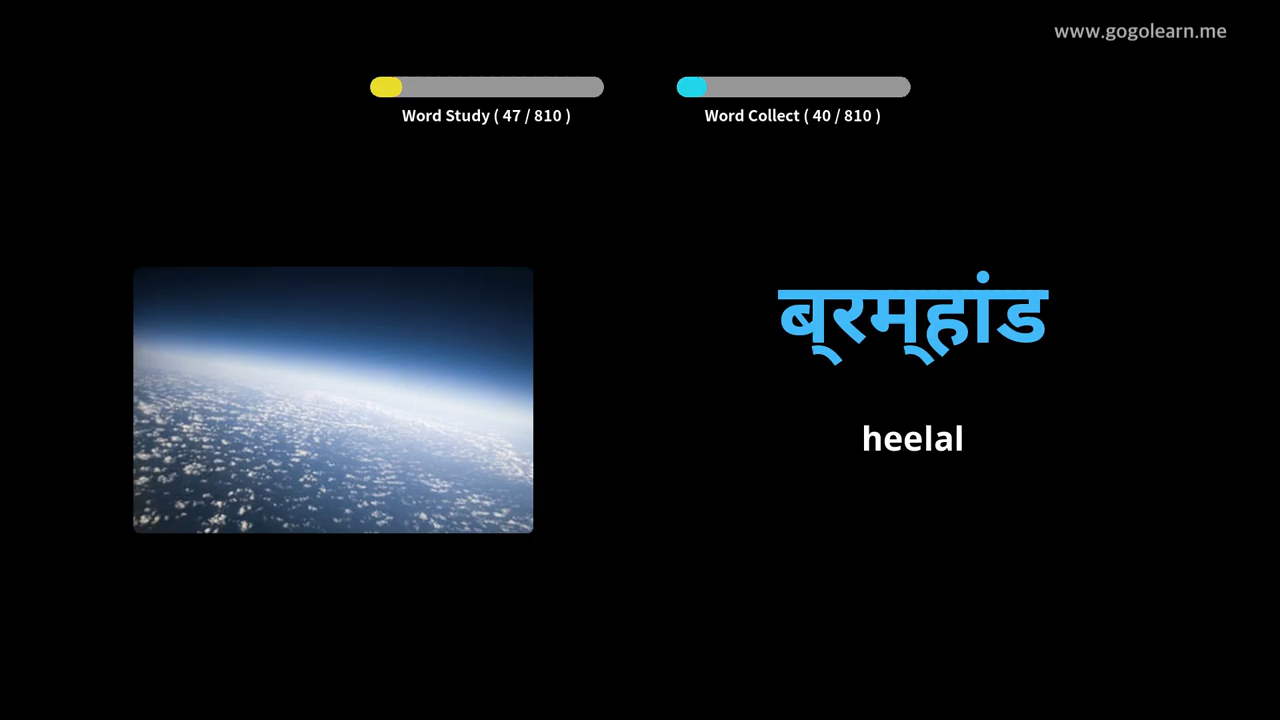 www.gogolearn.me
Word Study ( 47 / 810 )
Word Collect ( 40 / 810 )
ब्रम्हांड
heelal